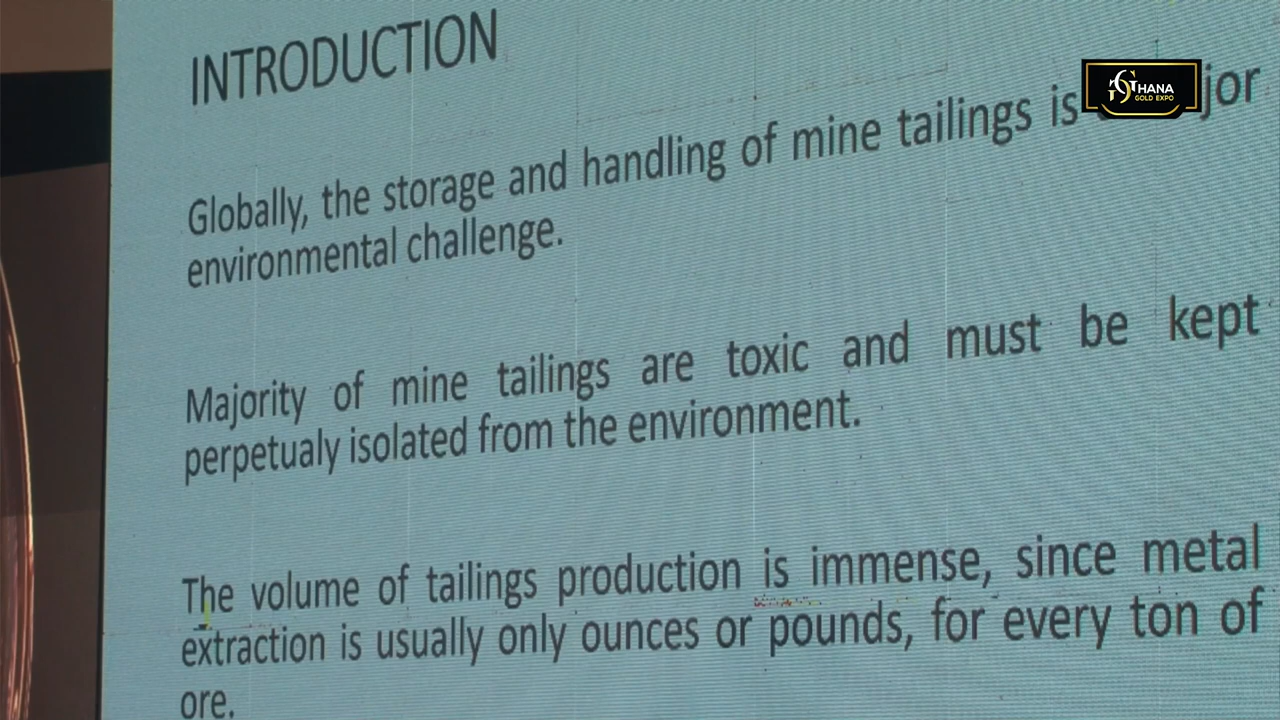 INTRODUCTION
GHANA
GOLD EXPO
Globally, the storage and handling of mine tailings is jor
environmental challenge.
Majority of mine tailings are toxic and must be kept
perpetualy isolated from the environment.
The volume of tailings production is immense, since metal
extraction is usually only ounces or pounds, for every ton of
ore.